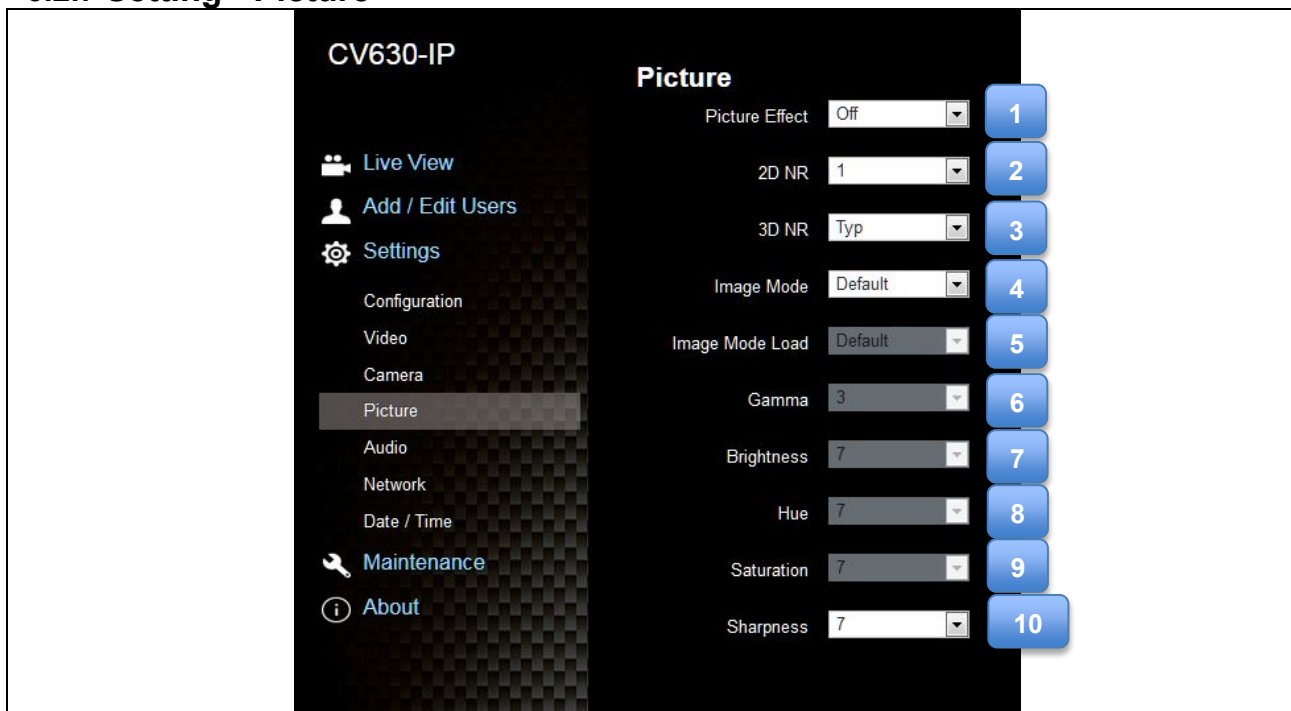 CV630-IP
Live View
Add / Edit Users
Settings
Configuration
Video
Camera
Picture
Audio
Network
Date / Time
Maintenance
About
Picture
Picture Effect Off 1
2D NR 1 2
3D NR Typ 3
Image Mode Default 4
Image Mode Load Default 5
Gamma 3 6
Brightness 7 7
Hue 7 8
Saturation 7 9
Sharpness 7 10